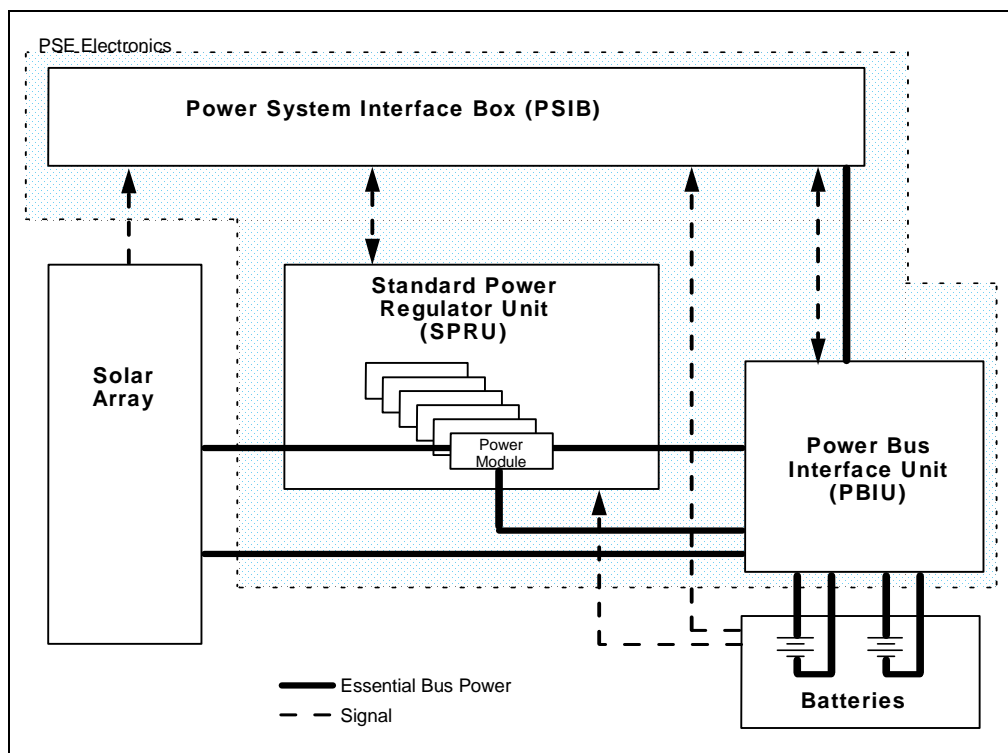 PSE Electronics
Power System Interface Box (PSIB)
Standard Power
Regulator Unit
(SPRU)
Solar
Array
Power
Module
Power Bus
Interface Unit
(PBIU)
Essential Bus Power
Signal
Batteries